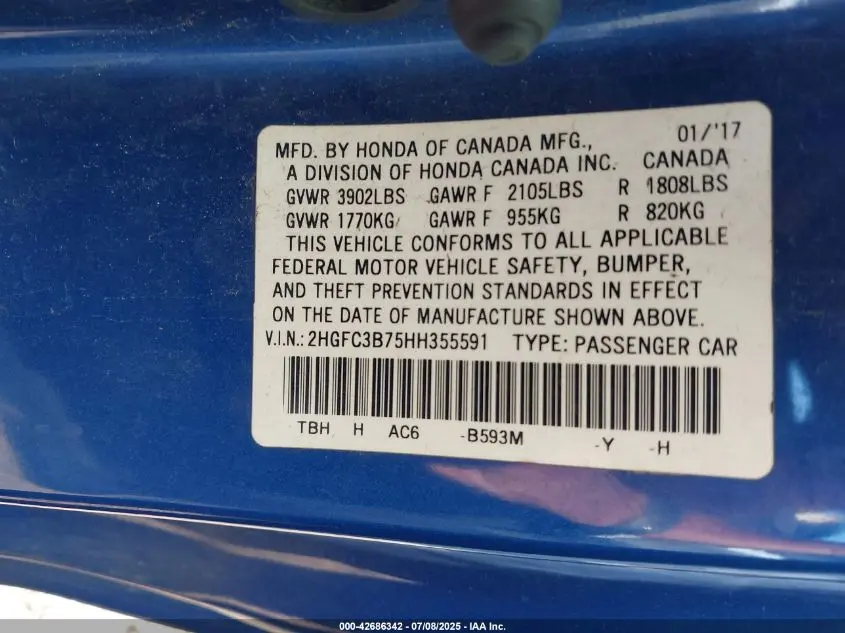 MFD. BY HONDA OF CANADA MFG., 01/'17
A DIVISION OF HONDA CANADA INC. CANADA
GVWR 3902LBS GAWR F 2105LBS R 1808LBS
GVWR 1770KG GAWR F 955KG R 820KG
THIS VEHICLE CONFORMS TO ALL APPLICABLE
FEDERAL MOTOR VEHICLE SAFETY, BUMPER,
AND THEFT PREVENTION STANDARDS IN EFFECT
ON THE DATE OF MANUFACTURE SHOWN ABOVE.
V.I.N.: 2HGFC3B75HH355591 TYPE: PASSENGER CAR
TBH H AC6 -B593M -Y -H
000-42686342 / 07/08/2025 - IAA Inc.